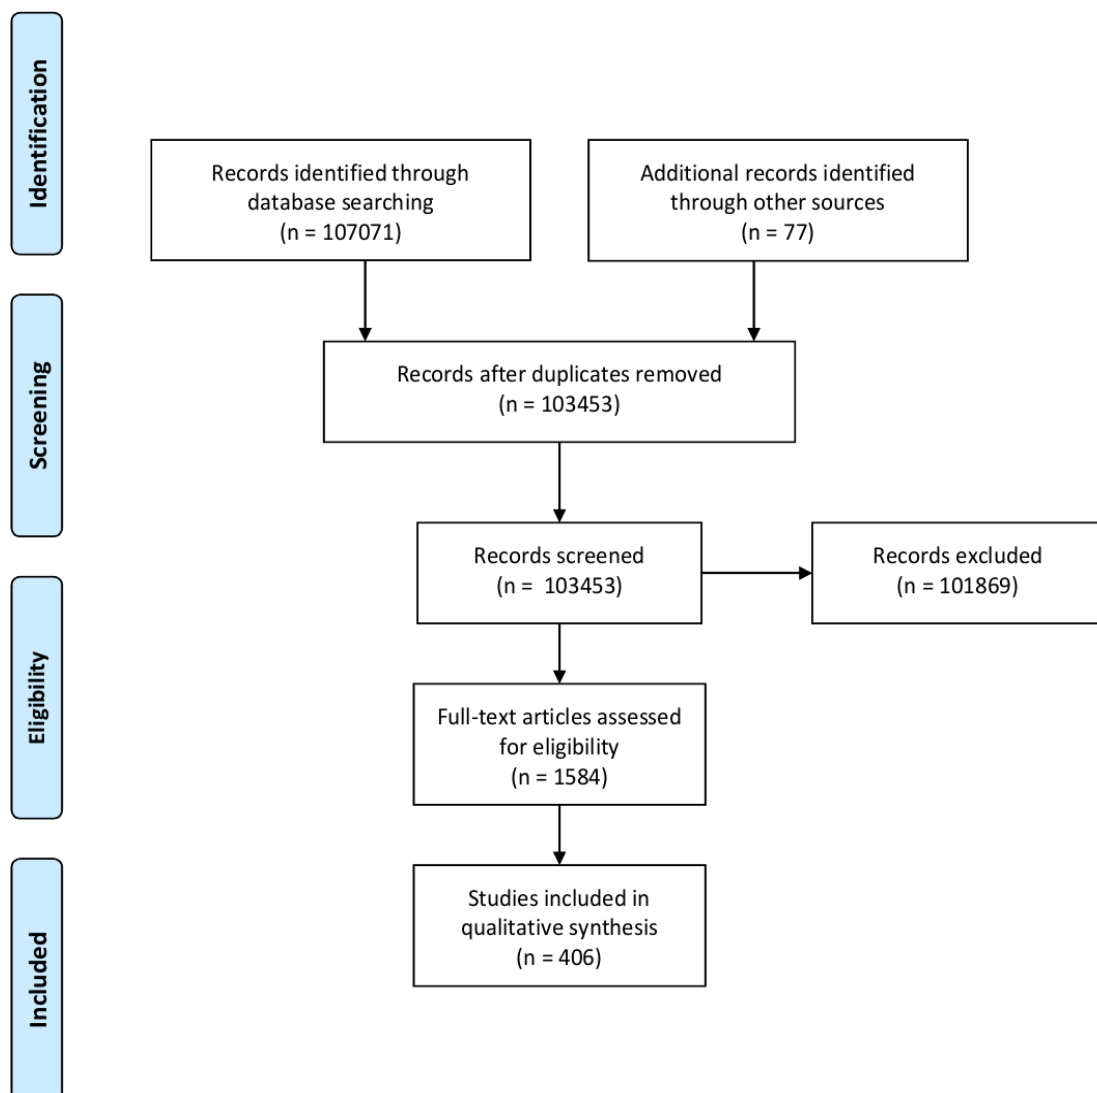 Identification
Records identified through
database searching
(n = 107071)
Additional records identified
through other sources
(n = 77)
Screening
Records after duplicates removed
(n = 103453)
Records screened
(n =  103453)
Records excluded
(n = 101869)
Eligibility
Full-text articles assessed
for eligibility
(n = 1584)
Included
Studies included in
qualitative synthesis
(n = 406)